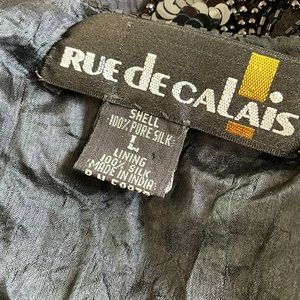 RUE de CALAIS
SHELL
100% PURE SILK
L
LINING
100% SILK
MADE IN INDIA